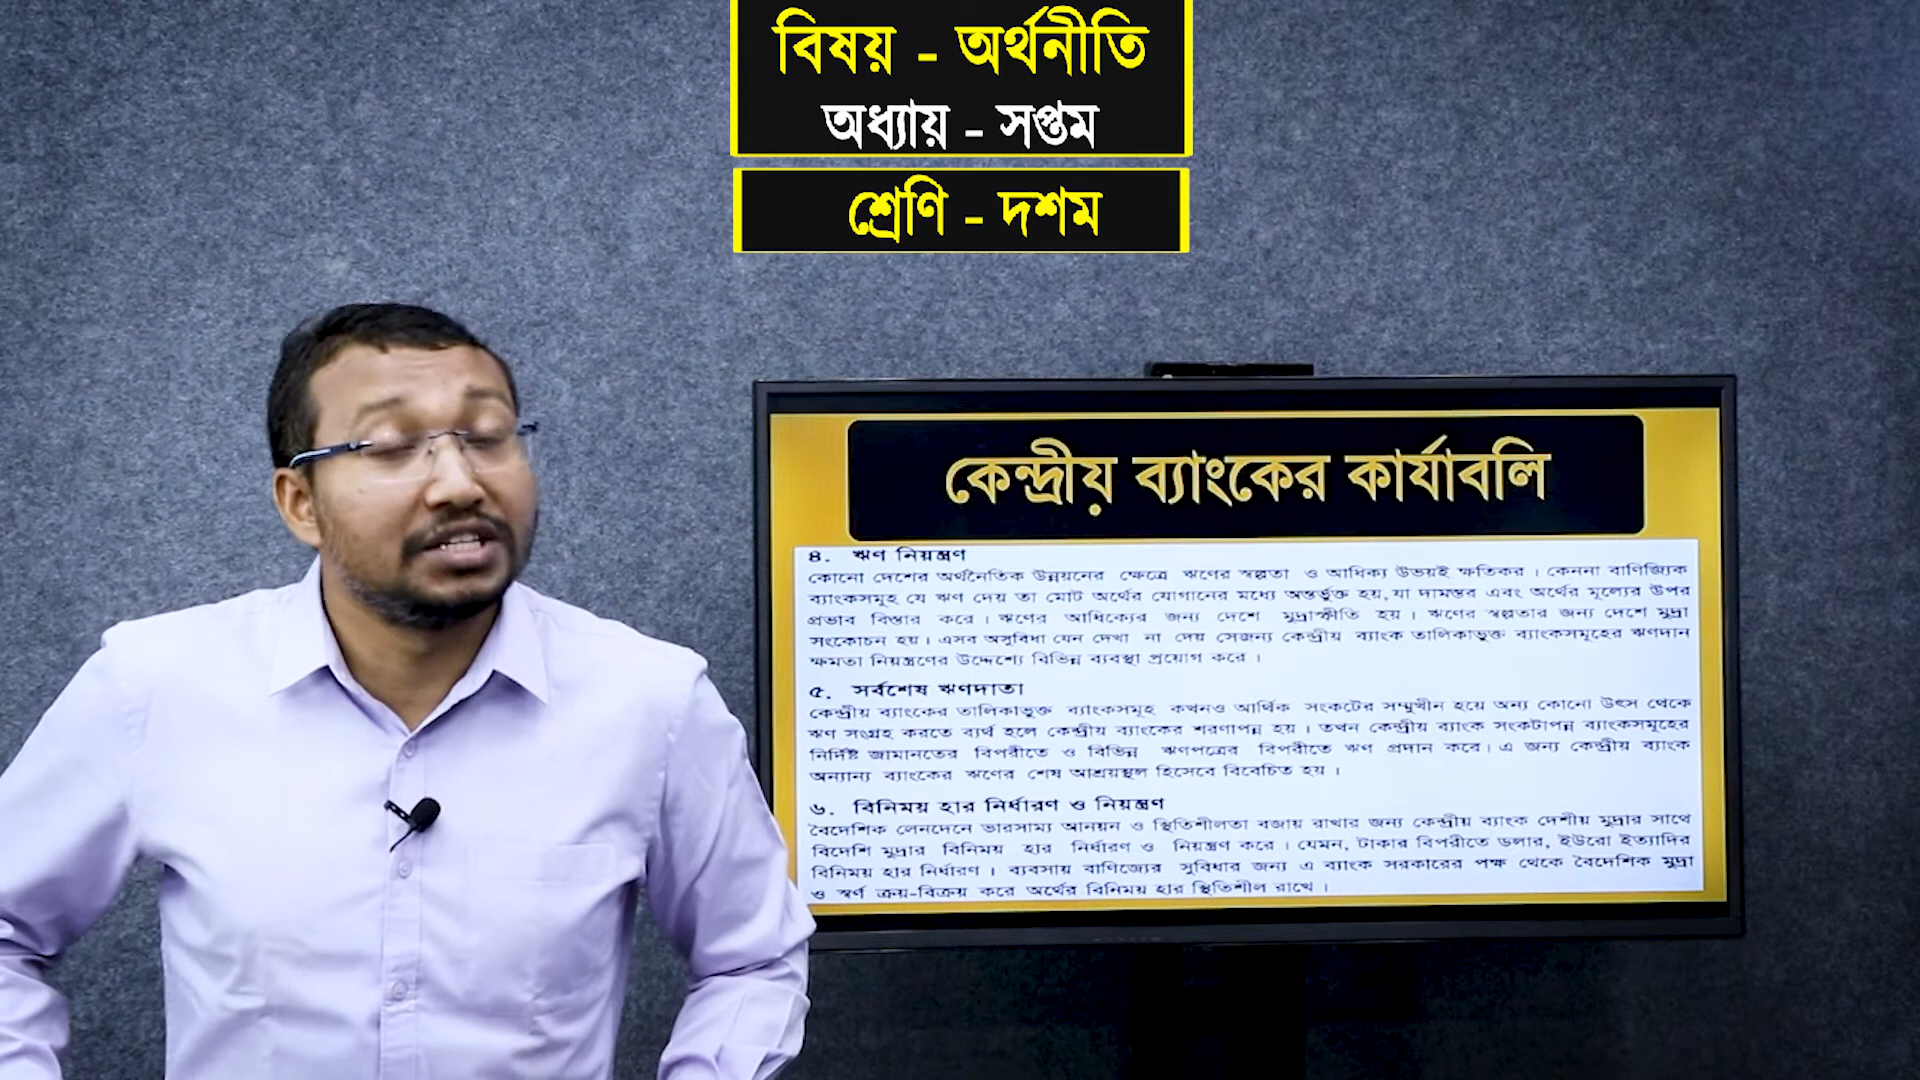 বিষয় - অর্থনীতি
অধ্যায় - সপ্তম
শ্রেণি - দশম
কেন্দ্রীয় ব্যাংকের কার্যাবলি
৪. ঋণ নিয়ন্ত্রণ
কোনো দেশের অর্থনৈতিক উন্নয়নের ক্ষেত্রে ঋণের স্বল্পতা ও আধিক্য উভয়ই ক্ষতিকর । কেননা বাণিজ্যিক
ব্যাংকসমূহ যে ঋণ দেয় তা মোট অর্থের যোগানের মধ্যে অন্তর্ভুক্ত হয়, যা দামস্তর এবং অর্থের মূল্যের উপর
প্রভাব বিস্তার করে । ঋণের আধিক্যের জন্য দেশে মুদ্রাস্ফীতি হয় । ঋণের স্বল্পতার জন্য দেশে মুদ্রা
সংকোচন হয় । এসব অসুবিধা যেন দেখা না দেয় সেজন্য কেন্দ্রীয় ব্যাংক তালিকাভুক্ত ব্যাংকসমূহের ঋণদান
ক্ষমতা নিয়ন্ত্রণের উদ্দেশ্যে বিভিন্ন ব্যবস্থা প্রয়োগ করে ।
৫. সর্বশেষ ঋণদাতা
কেন্দ্রীয় ব্যাংকের তালিকাভুক্ত ব্যাংকসমূহ কখনও আর্থিক সংকটের সম্মুখীন হয়ে অন্য কোনো উৎস থেকে
ঋণ সংগ্রহ করতে ব্যর্থ হলে কেন্দ্রীয় ব্যাংকের শরণাপন্ন হয় । তখন কেন্দ্রীয় ব্যাংক সংকটাপন্ন ব্যাংকসমূহের
নির্দিষ্ট জামানতের বিপরীতে ও বিভিন্ন ঋণপত্রের বিপরীতে ঋণ প্রদান করে। এ জন্য কেন্দ্রীয় ব্যাংক
অন্যান্য ব্যাংকের ঋণের শেষ আশ্রয়স্থল হিসেবে বিবেচিত হয় ।
৬. বিনিময় হার নির্ধারণ ও নিয়ন্ত্রণ
বৈদেশিক লেনদেনে ভারসাম্য আনয়ন ও স্থিতিশীলতা বজায় রাখার জন্য কেন্দ্রীয় ব্যাংক দেশীয় মুদ্রার সাথে
বিদেশি মুদ্রার বিনিময় হার নির্ধারণ ও নিয়ন্ত্রণ করে । যেমন, টাকার বিপরীতে ডলার, ইউরো ইত্যাদির
বিনিময় হার নির্ধারণ । ব্যবসায় বাণিজ্যের সুবিধার জন্য এ ব্যাংক সরকারের পক্ষ থেকে বৈদেশিক মুদ্রা
ও স্বর্ণ ক্রয়-বিক্রয় করে অর্থের বিনিময় হার স্থিতিশীল রাখে ।